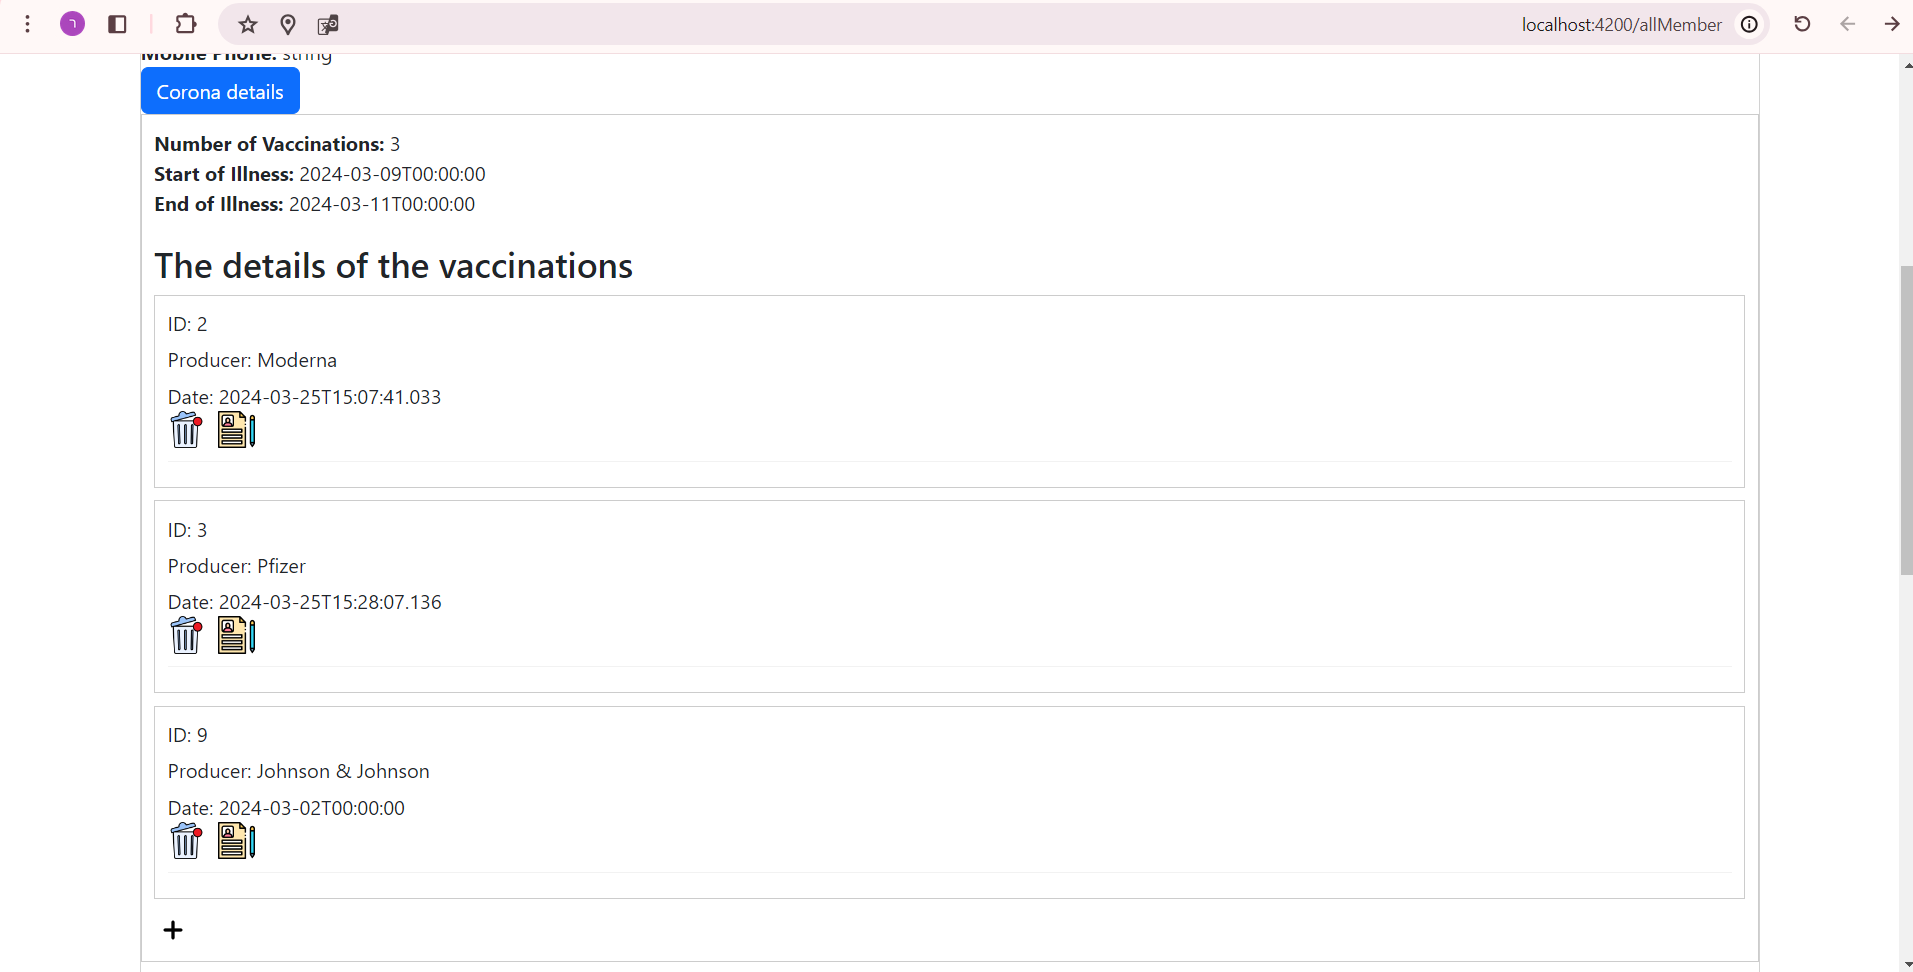 localhost:4200/allMember
Mobile Phone: string
Corona details
Number of Vaccinations: 3
Start of Illness: 2024-03-09T00:00:00
End of Illness: 2024-03-11T00:00:00
The details of the vaccinations
ID: 2
Producer: Moderna
Date: 2024-03-25T15:07:41.033
ID: 3
Producer: Pfizer
Date: 2024-03-25T15:28:07.136
ID: 9
Producer: Johnson & Johnson
Date: 2024-03-02T00:00:00